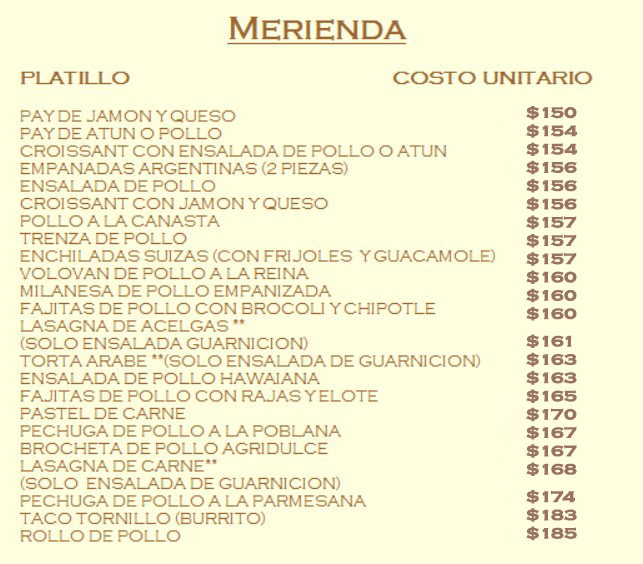 MERIENDA
PLATILLO COSTO UNITARIO
PAY DE JAMON Y QUESO $150
PAY DE ATUN O POLLO $154
CROISSANT CON ENSALADA DE POLLO O ATUN $154
EMPANADAS ARGENTINAS (2 PIEZAS) $156
ENSALADA DE POLLO $156
CROISSANT CON JAMON Y QUESO $156
POLLO A LA CANASTA $157
TRENZA DE POLLO $157
ENCHILADAS SUIZAS (CON FRIJOLES Y GUACAMOLE) $157
VOLOVAN DE POLLO A LA REINA $160
MILANESA DE POLLO EMPANIZADA $160
FAJITAS DE POLLO CON BROCOLI Y CHIPOTLE $160
LASAGNA DE ACELGAS **
(SOLO ENSALADA GUARNICION) $161
TORTA ARABE **(SOLO ENSALADA DE GUARNICION) $163
ENSALADA DE POLLO HAWAIANA $163
FAJITAS DE POLLO CON RAJAS Y ELOTE $165
PASTEL DE CARNE $170
PECHUGA DE POLLO A LA POBLANA $167
BROCHETA DE POLLO AGRIDULCE $167
LASAGNA DE CARNE** $168
(SOLO ENSALADA DE GUARNICION)
PECHUGA DE POLLO A LA PARMESANA $174
TACO TORNILLO (BURRITO) $183
ROLLO DE POLLO $185